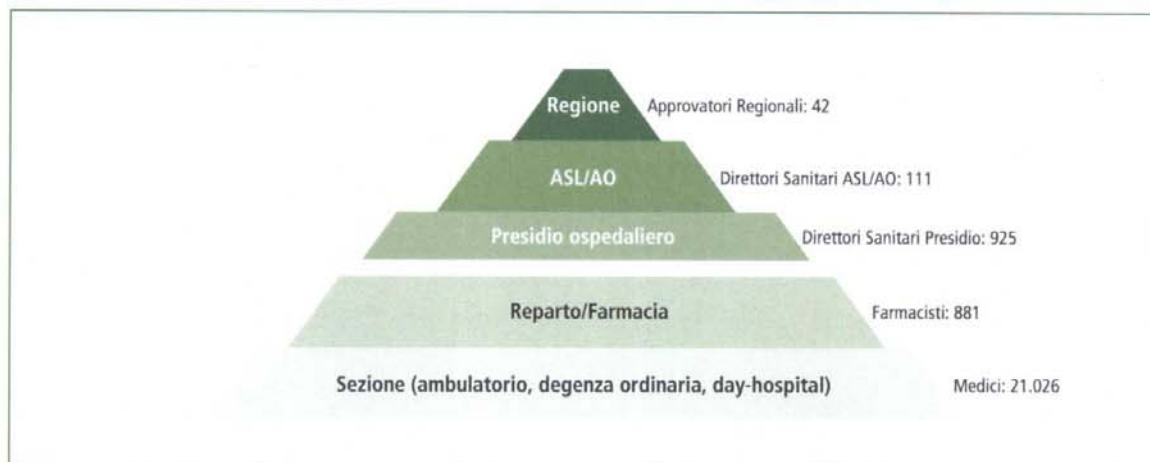 Regione Approvatori Regionali: 42
ASL/AO Direttori Sanitari ASL/AO: 111
Presidio ospedaliero Direttori Sanitari Presidio: 925
Reparto/Farmacia Farmacisti: 881
Sezione (ambulatorio, degenza ordinaria, day-hospital) Medici: 21.026